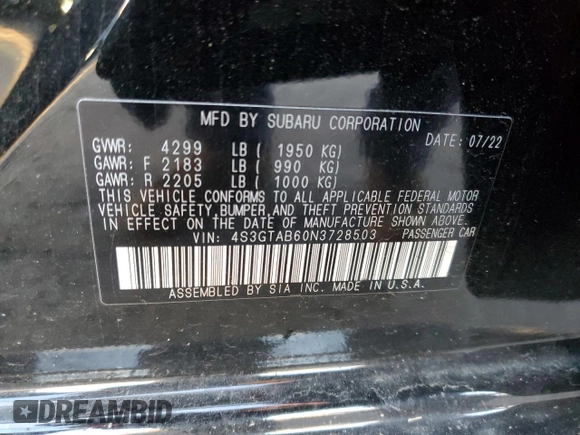 MFD BY SUBARU CORPORATION
DATE: 07/22
GVWR: 4299 LB ( 1950 KG)
GAWR: F 2183 LB ( 990 KG)
GAWR: R 2205 LB ( 1000 KG)
THIS VEHICLE CONFORMS TO ALL APPLICABLE FEDERAL MOTOR
VEHICLE SAFETY,BUMPER,AND THEFT PREVENTION STANDARDS
IN EFFECT ON THE DATE OF MANUFACTURE SHOWN ABOVE.
VIN: 4S3GTAB60N3728503 PASSENGER CAR
ASSEMBLED BY SIA INC. MADE IN U.S.A.
DREAMBID